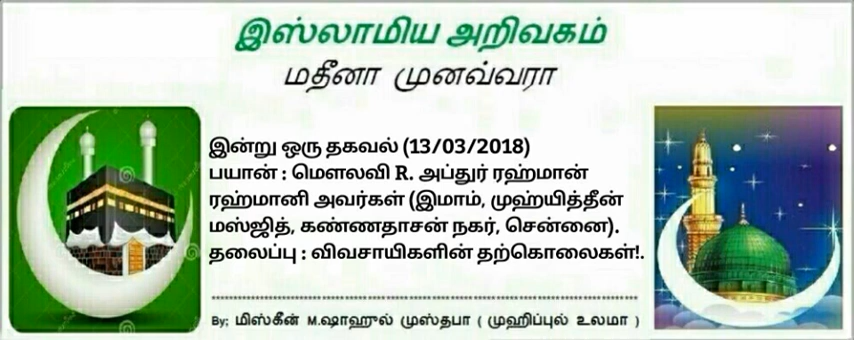 இஸ்லாமிய அறிவகம்
மதீனா முனவ்வரா
இன்று ஒரு தகவல் (13/03/2018)
பயான் : மௌலவி R. அப்துர் ரஹ்மான்
ரஹ்மானி அவர்கள் (இமாம், முஹ்யித்தீன்
மஸ்ஜித், கண்ணதாசன் நகர், சென்னை).
தலைப்பு : விவசாயிகளின் தற்கொலைகள்!.
By; மிஸ்கீன் M.ஷாஹுல் முஸ்தபா ( முஹிப்புல் உலமா )